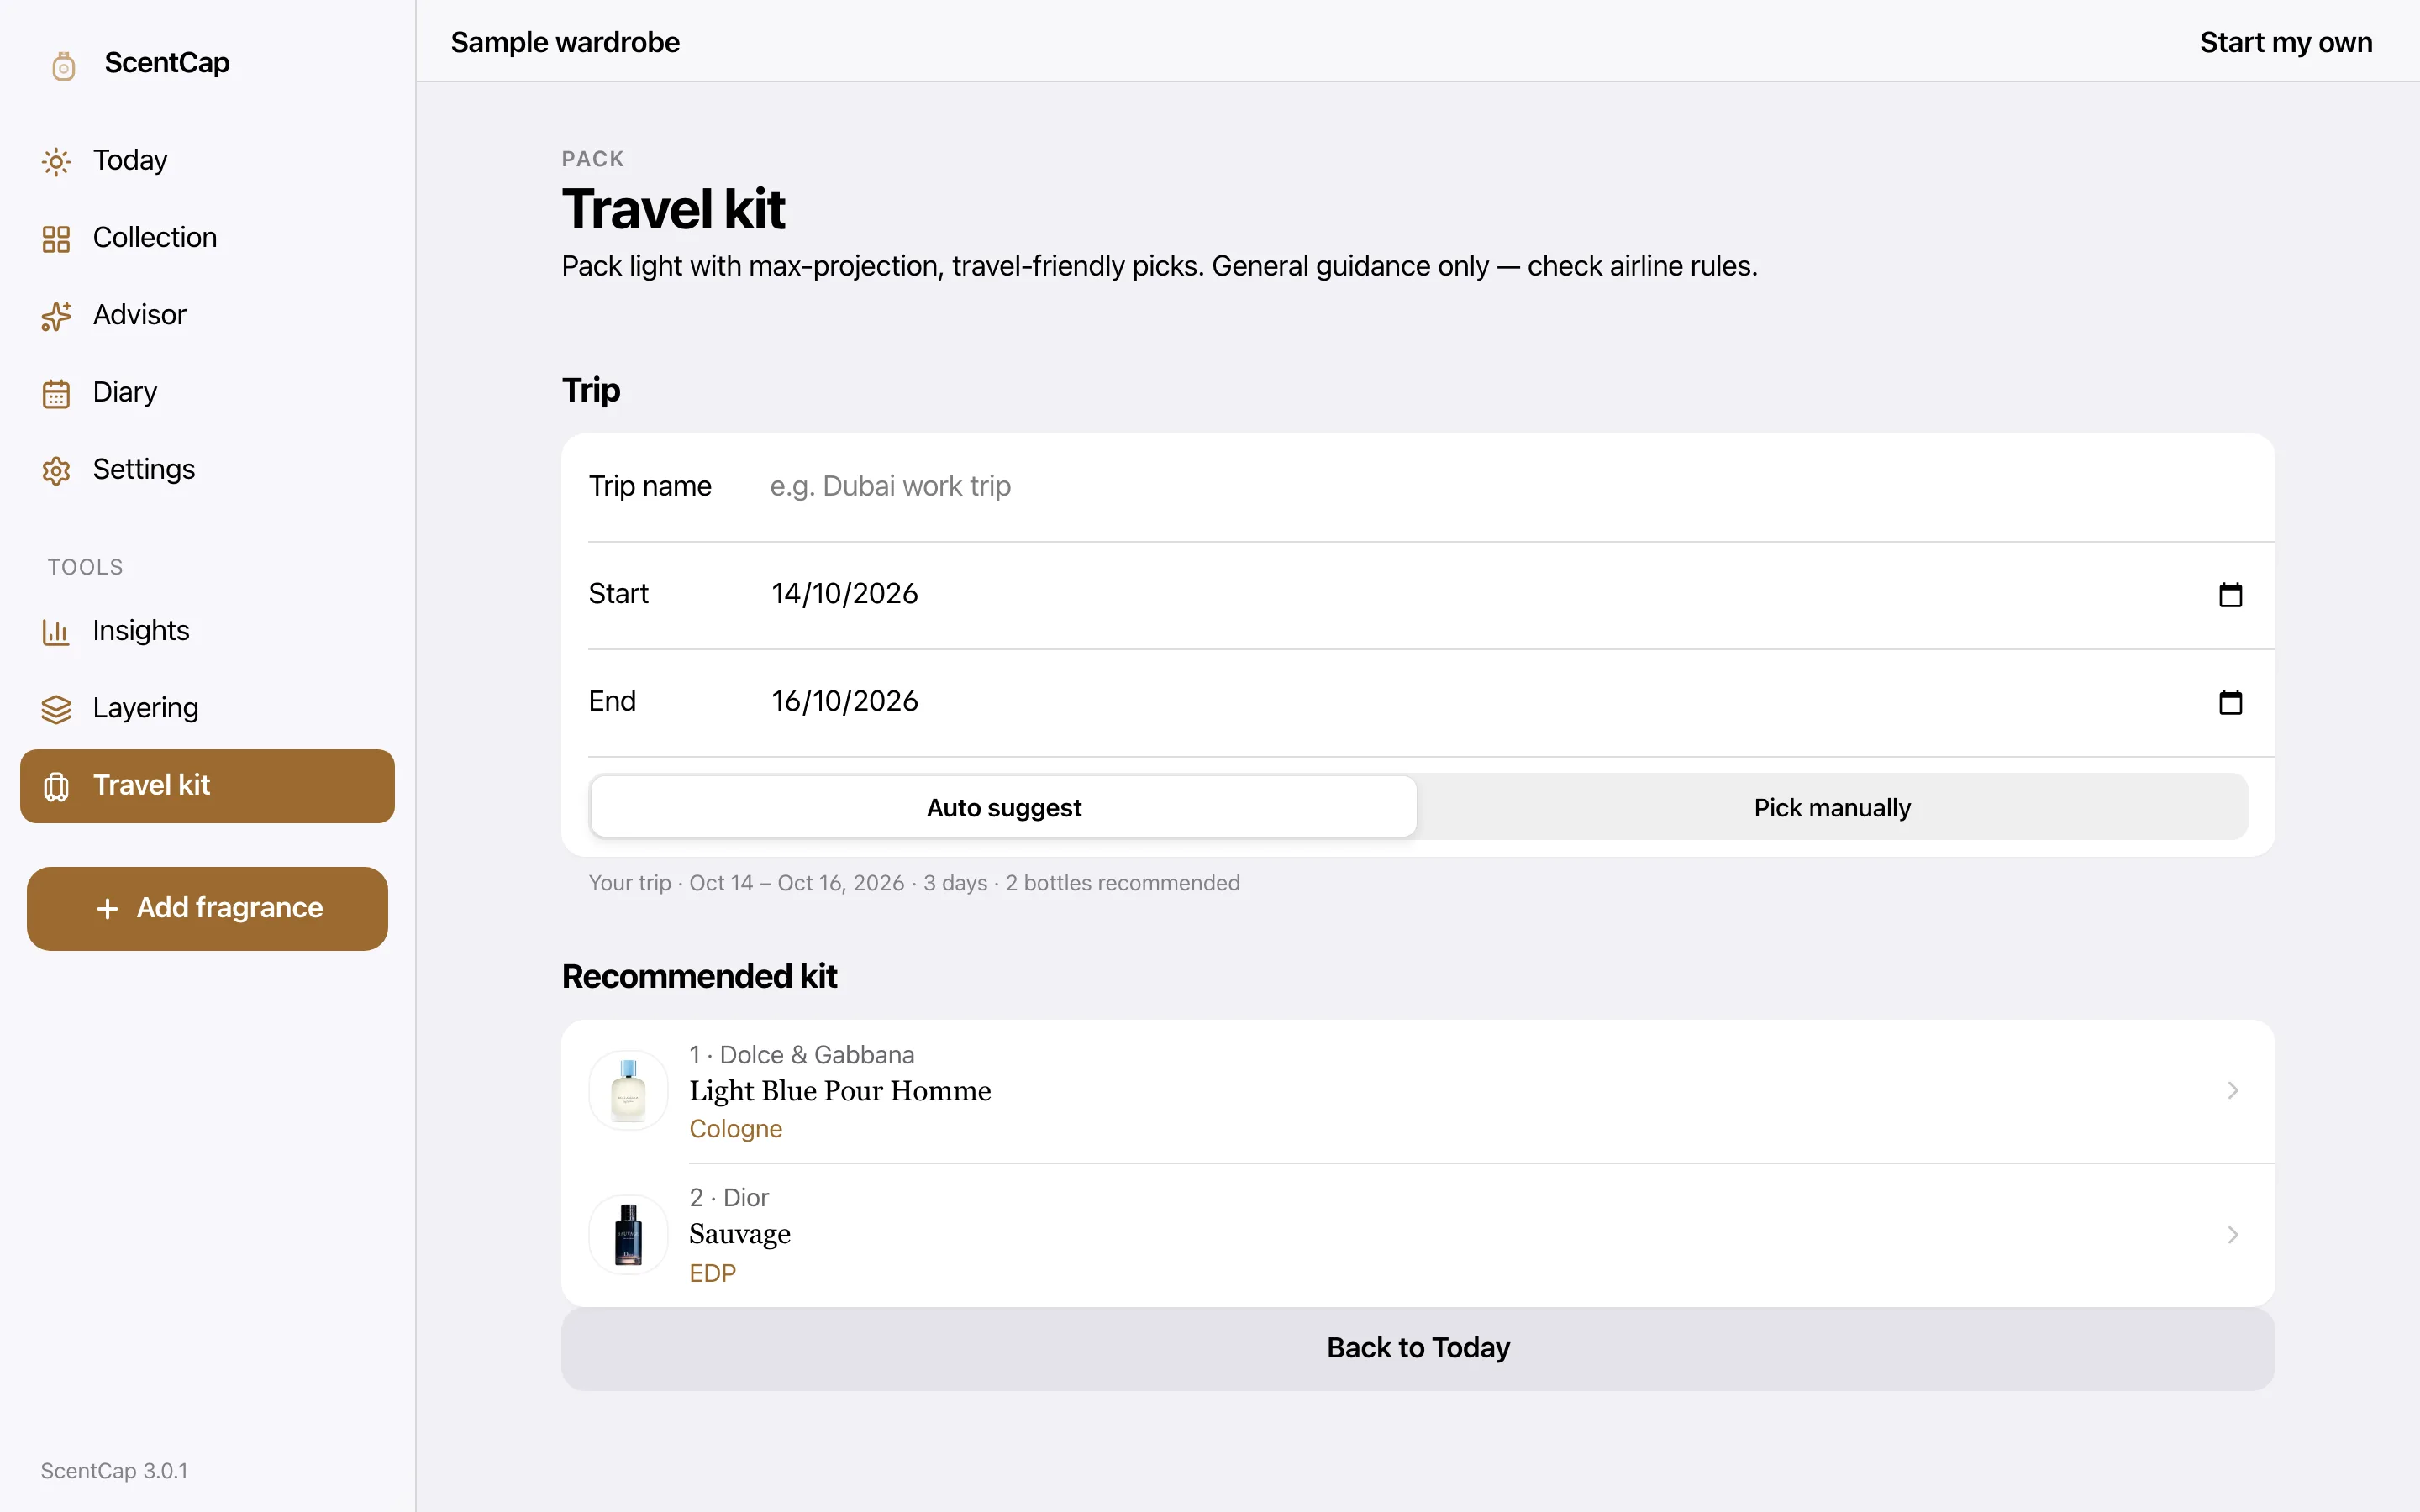 ScentCap
Today
Collection
Advisor
Diary
Settings
TOOLS
Insights
Layering
Travel kit
+ Add fragrance
ScentCap 3.0.1
Sample wardrobe
Start my own
PACK
Travel kit
Pack light with max-projection, travel-friendly picks. General guidance only — check airline rules.
Trip
Trip name e.g. Dubai work trip
Start 14/10/2026
End 16/10/2026
Auto suggest Pick manually
Your trip · Oct 14 – Oct 16, 2026 · 3 days · 2 bottles recommended
Recommended kit
1 · Dolce & Gabbana
Light Blue Pour Homme
Cologne
2 · Dior
Sauvage
EDP
Back to Today